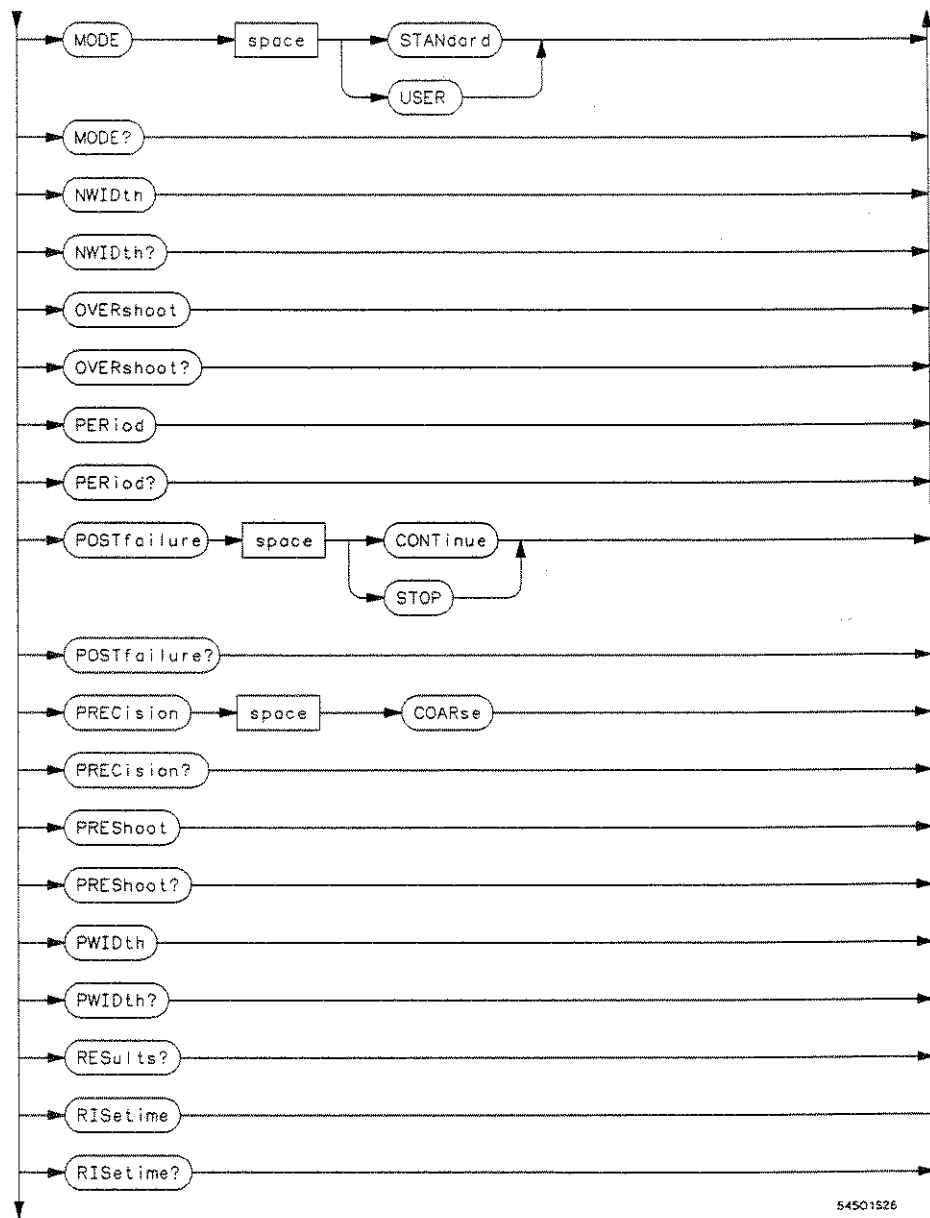 MODE space STANdard
USER
MODE?
NWIDth
NWIDth?
OVERshoot
OVERshoot?
PERiod
PERiod?
POSTfailure space CONTinue
STOP
POSTfailure?
PRECision space COARse
PRECision?
PREShoot
PREShoot?
PWIDth
PWIDth?
RESults?
RISetime
RISetime?
54501S26